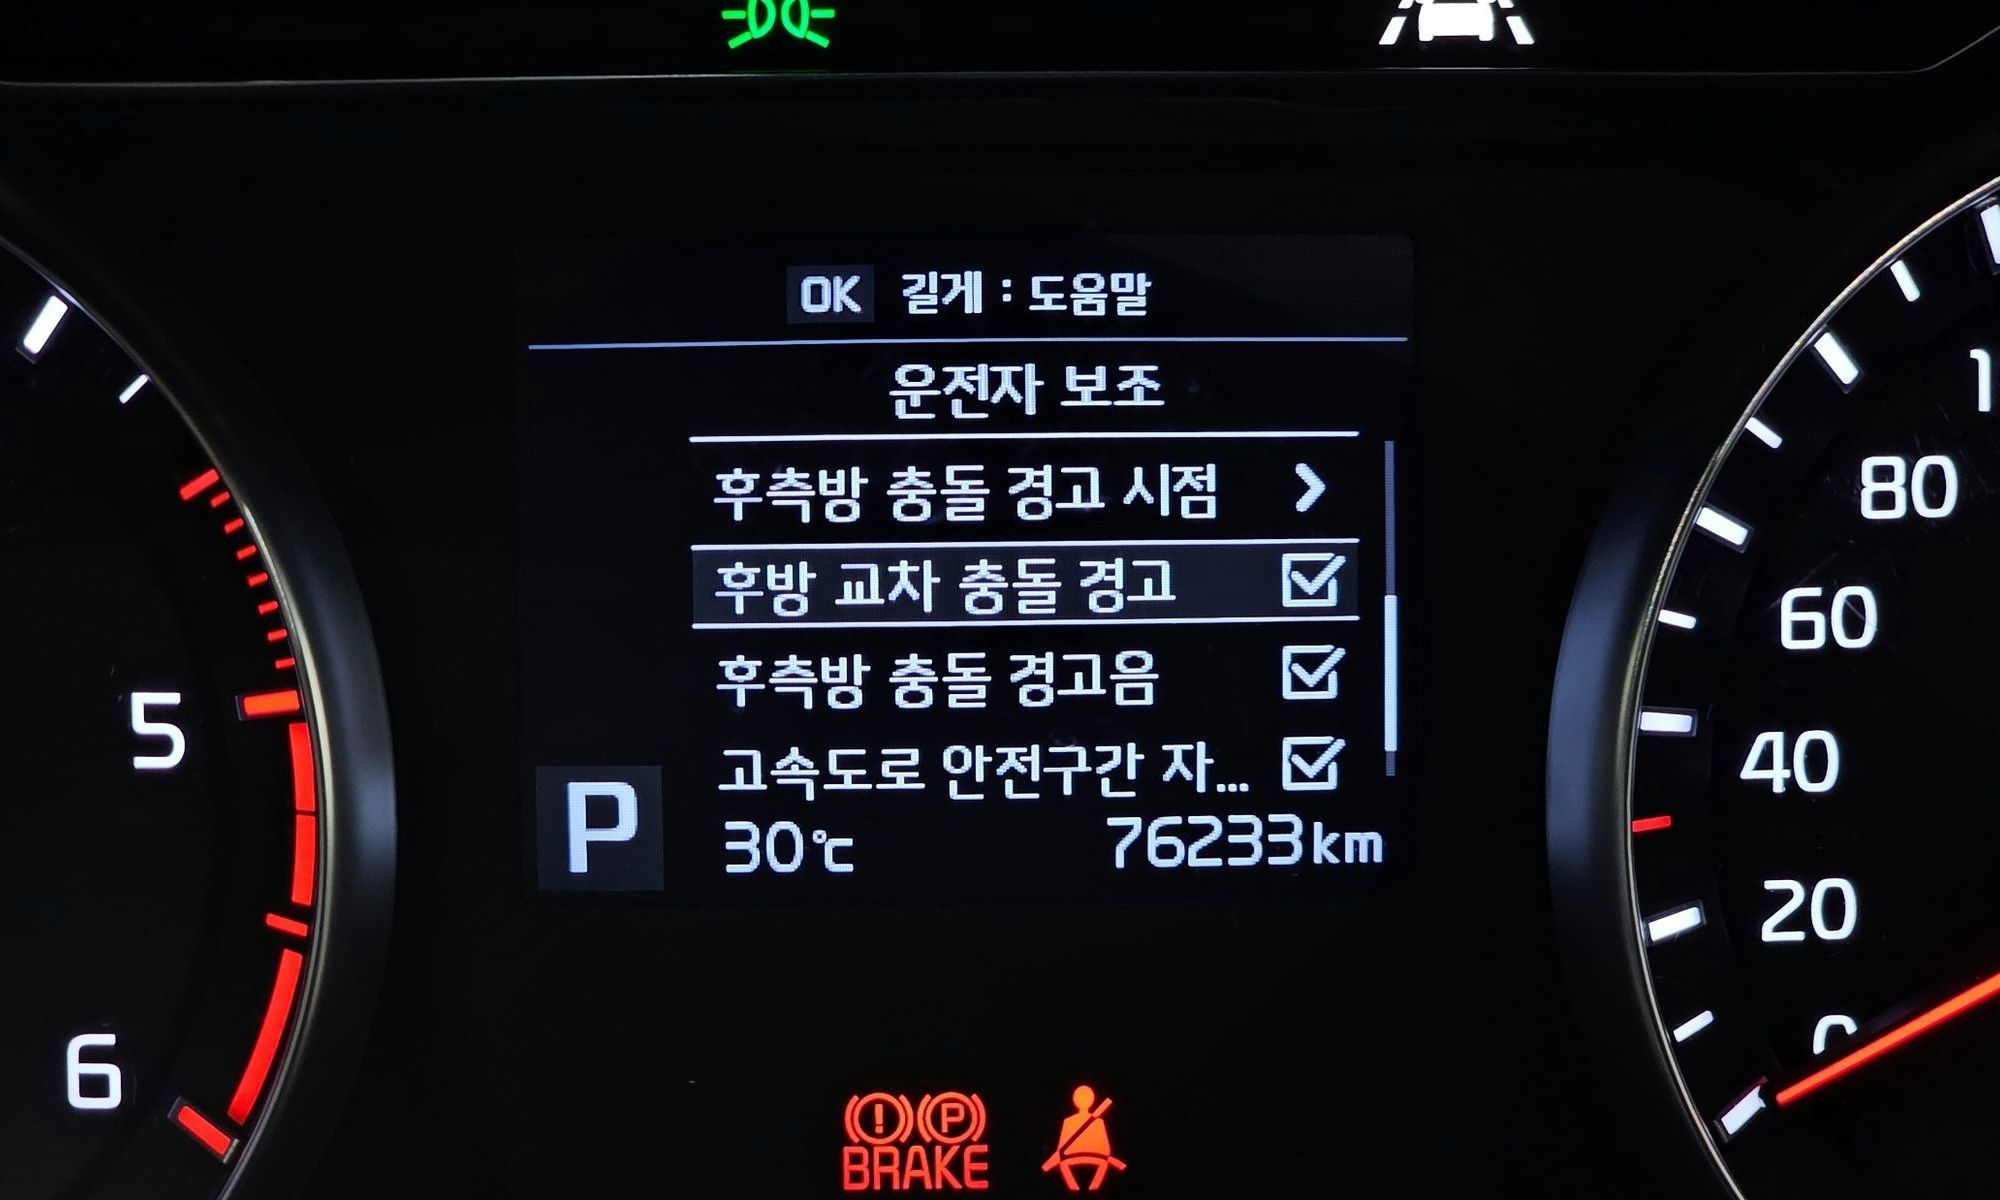 OK 길게 : 도움말
운전자 보조
후측방 충돌 경고 시점
후방 교차 충돌 경고
후측방 충돌 경고음
고속도로 안전구간 자...
P
30℃ 76233km
5
6
80
60
40
20
0
BRAKE